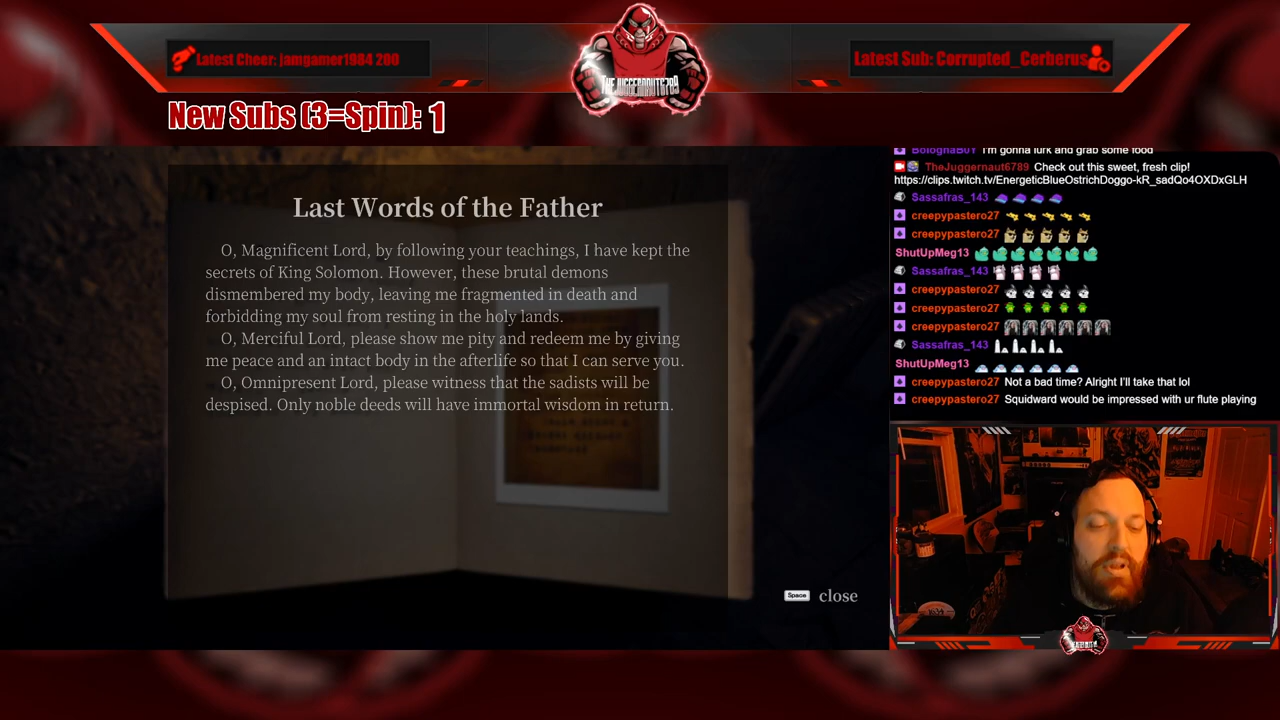 Latest Cheer: jamgamer1984 200
THEJUGGERNAUT6789
Latest Sub: Corrupted_Cerberus
New Subs (3=Spin): 1
Last Words of the Father
O, Magnificent Lord, by following your teachings, I have kept the
secrets of King Solomon. However, these brutal demons
dismembered my body, leaving me fragmented in death and
forbidding my soul from resting in the holy lands.
O, Merciful Lord, please show me pity and redeem me by giving
me peace and an intact body in the afterlife so that I can serve you.
O, Omnipresent Lord, please witness that the sadists will be
despised. Only noble deeds will have immortal wisdom in return.
Space close
BolognaB0Y I'm gonna lurk and grab some food
TheJuggernaut6789 Check out this sweet, fresh clip!
https://clips.twitch.tv/EnergeticBlueOstrichDoggo-kR_sadQo4OXDxGLH
Sassafras_143
creepypastero27
creepypastero27
ShutUpMeg13
Sassafras_143
creepypastero27
creepypastero27
creepypastero27
Sassafras_143
ShutUpMeg13
creepypastero27 Not a bad time? Alright I'll take that lol
creepypastero27 Squidward would be impressed with ur flute playing